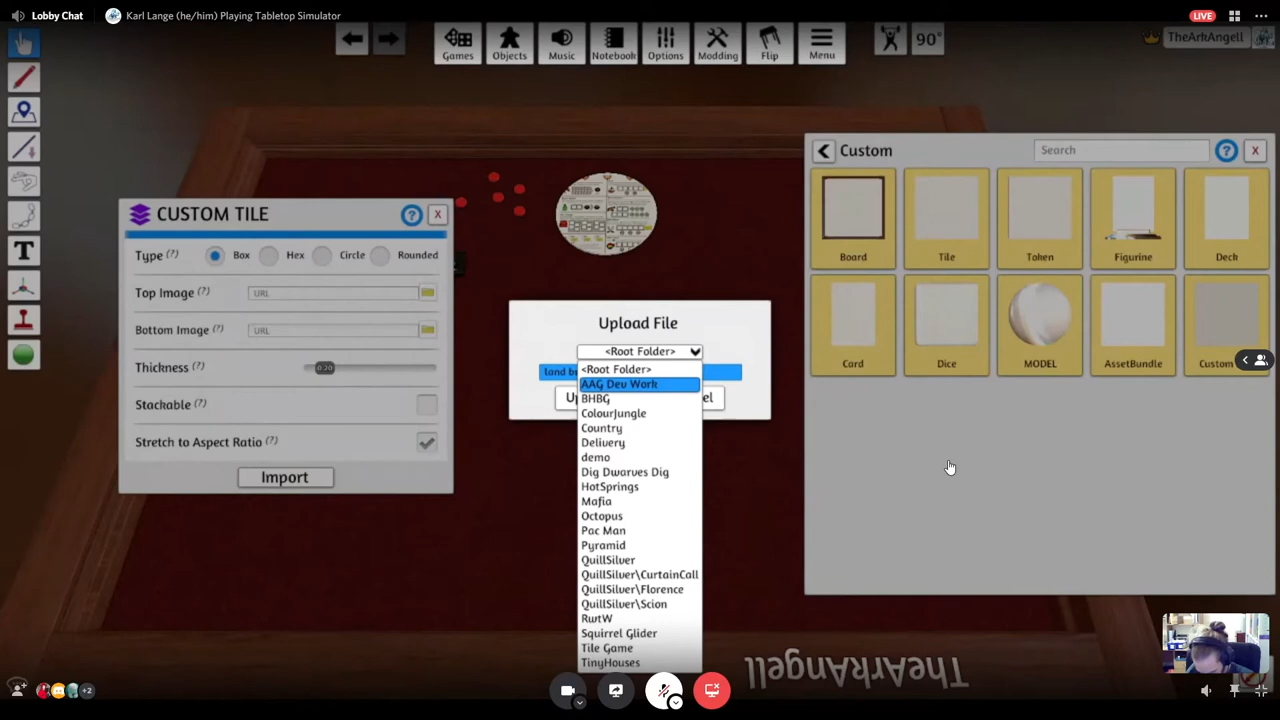 Lobby Chat
Karl Lange (he/him) Playing Tabletop Simulator
LIVE
Games
Objects
Music
Notebook
Options
Modding
Flip
Menu
90°
TheArkAngell
T
CUSTOM TILE
?
X
Type (?)
Box
Hex
Circle
Rounded
Top Image (?)
URL
Bottom Image (?)
URL
Thickness (?)
0.20
Stackable (?)
Stretch to Aspect Ratio (?)
Import
Upload File
<Root Folder>
<Root Folder>
AAG Dev Work
BHBG
ColourJungle
Country
Delivery
demo
Dig Dwarves Dig
HotSprings
Mafia
Octopus
Pac Man
Pyramid
QuillSilver
QuillSilver\CurtainCall
QuillSilver\Florence
QuillSilver\Scion
RwtW
Squirrel Glider
Tile Game
TinyHouses
Custom
Search
?
X
Board
Tile
Token
Figurine
Deck
Card
Dice
MODEL
AssetBundle
Custom
TheArkAngell
+2